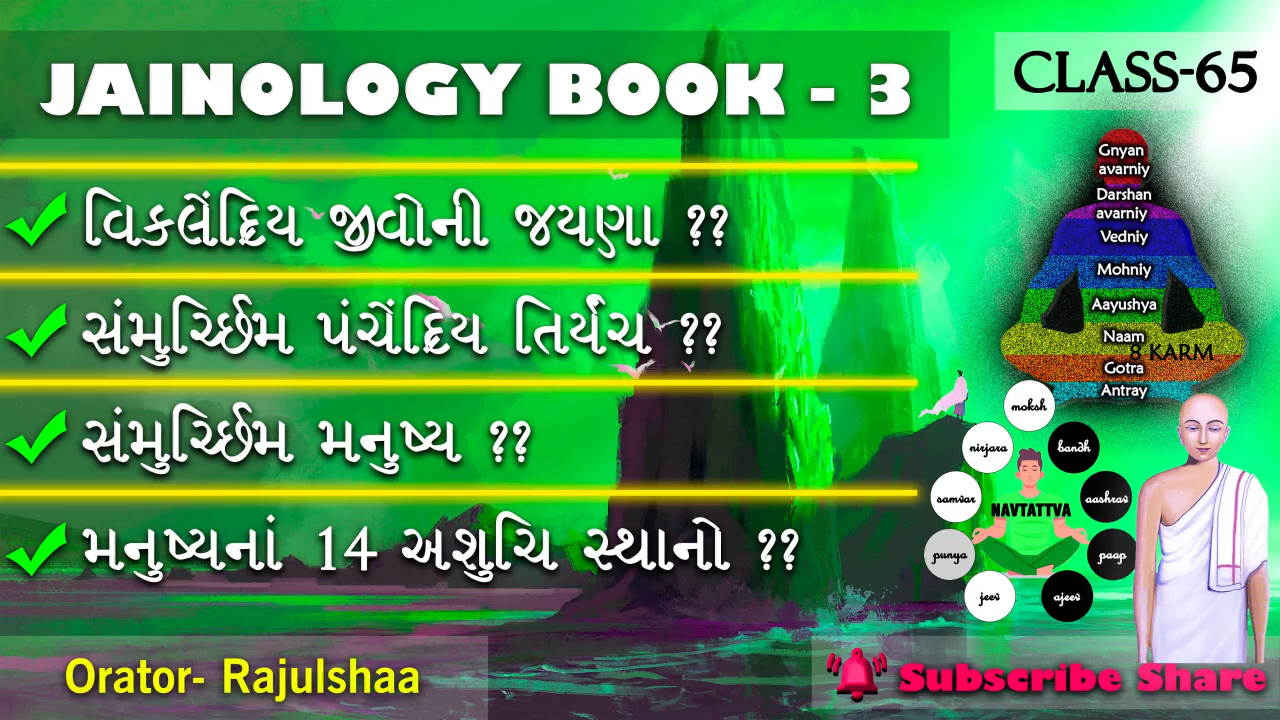 JAINOLOGY BOOK - 3
CLASS-65
વિકલેંદ્રિય જીવોની જયણા ??
સંમુર્ચ્છિમ પંચેંદ્રિય તિર્યંચ ??
સંમુર્ચ્છિમ મનુષ્ય ??
મનુષ્યનાં 14 અશુચિ સ્થાનો ??
Gnyan
avarniy
Darshan
avarniy
Vedniy
Mohniy
Aayushya
Naam
8 KARM
Gotra
Antray
moksh
nirjara
bandh
samvar
aashrav
NAVTATTVA
punya
paap
jeev
ajeev
Orator- Rajulshaa
Subscribe Share